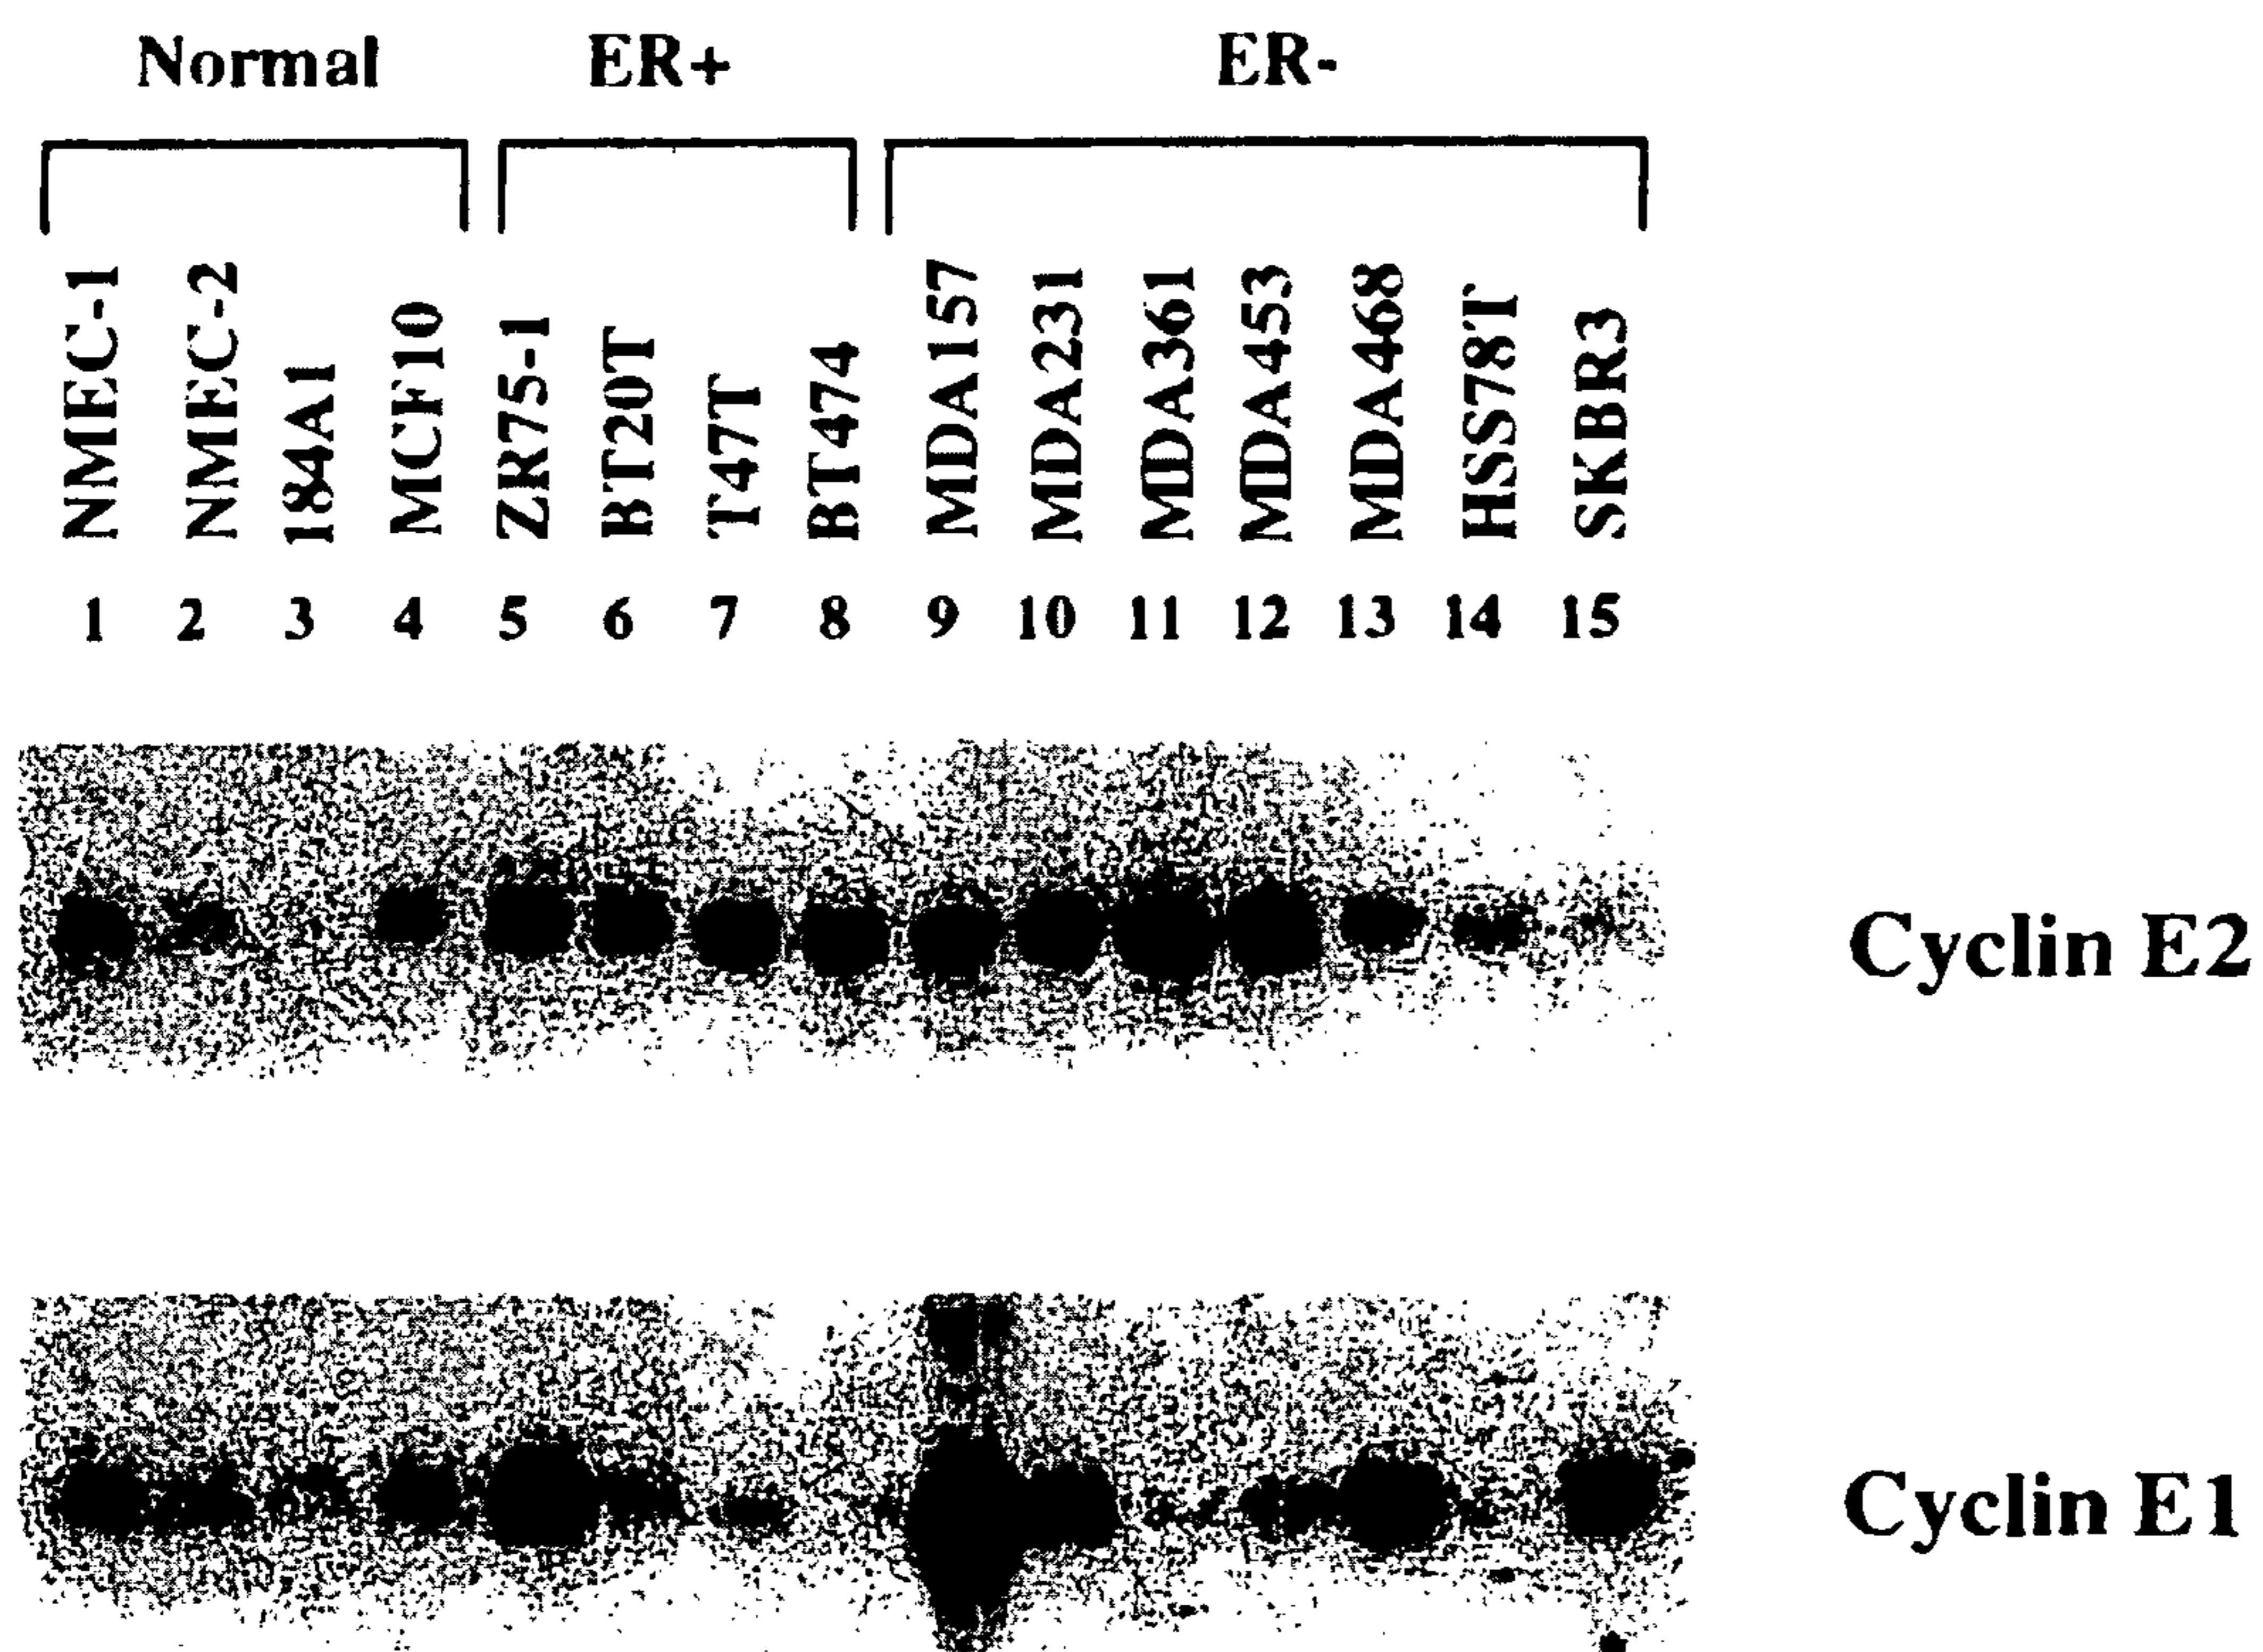 Normal ER+ ER-
NMEC-1 NMEC-2 184A1 MCF10 ZR75-1 BT20T T47T BT474 MDA157 MDA231 MDA361 MDA453 MDA468 HSS78T SKBR3
1 2 3 4 5 6 7 8 9 10 11 12 13 14 15
Cyclin E2
Cyclin E1